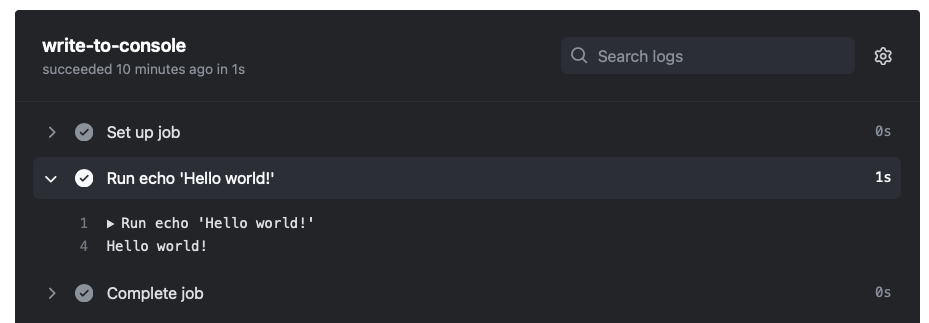 write-to-console
succeeded 10 minutes ago in 1s
Search logs
Set up job 0s
Run echo 'Hello world!' 1s
1 ▶ Run echo 'Hello world!'
4 Hello world!
Complete job 0s